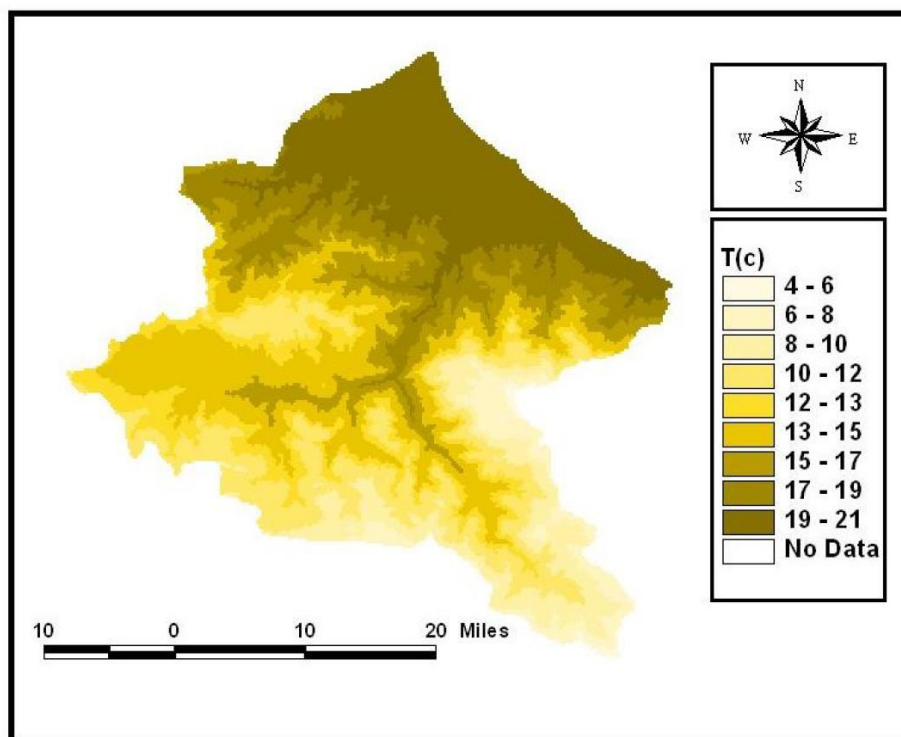 N
W E
S
T(c)
4 - 6
6 - 8
8 - 10
10 - 12
12 - 13
13 - 15
15 - 17
17 - 19
19 - 21
No Data
10 0 10 20 Miles